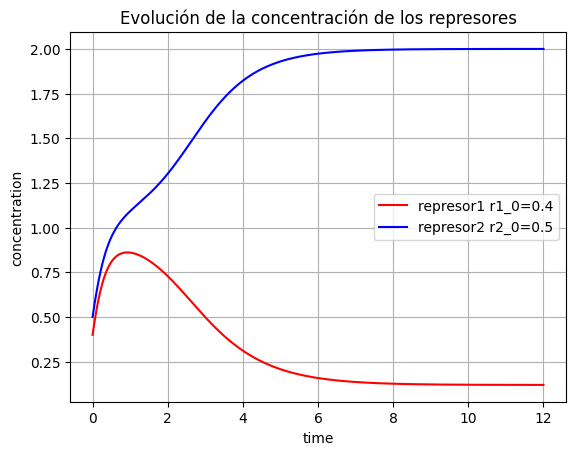 Evolución de la concentración de los represores
2.00
1.75
1.50
1.25
1.00
0.75
0.50
0.25
concentration
represor1 r1_0=0.4
represor2 r2_0=0.5
0 2 4 6 8 10 12
time